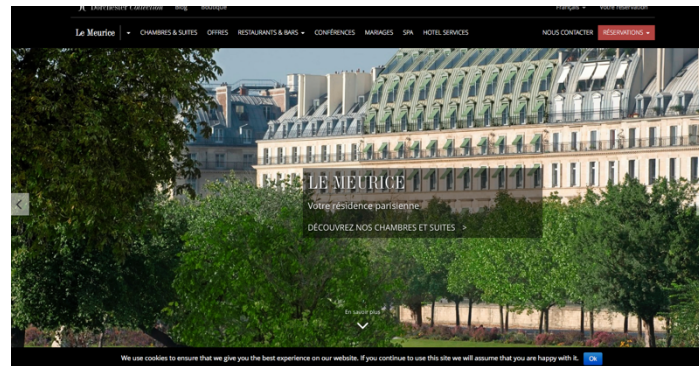 Dorchester Collection Blog Boutique Français Votre réservation
Le Meurice CHAMBRES & SUITES OFFRES RESTAURANTS & BARS CONFÉRENCES MARIAGES SPA HOTEL SERVICES NOUS CONTACTER RÉSERVATIONS
LE MEURICE
Votre résidence parisienne
DÉCOUVREZ NOS CHAMBRES ET SUITES >
En savoir plus
We use cookies to ensure that we give you the best experience on our website. If you continue to use this site we will assume that you are happy with it. Ok